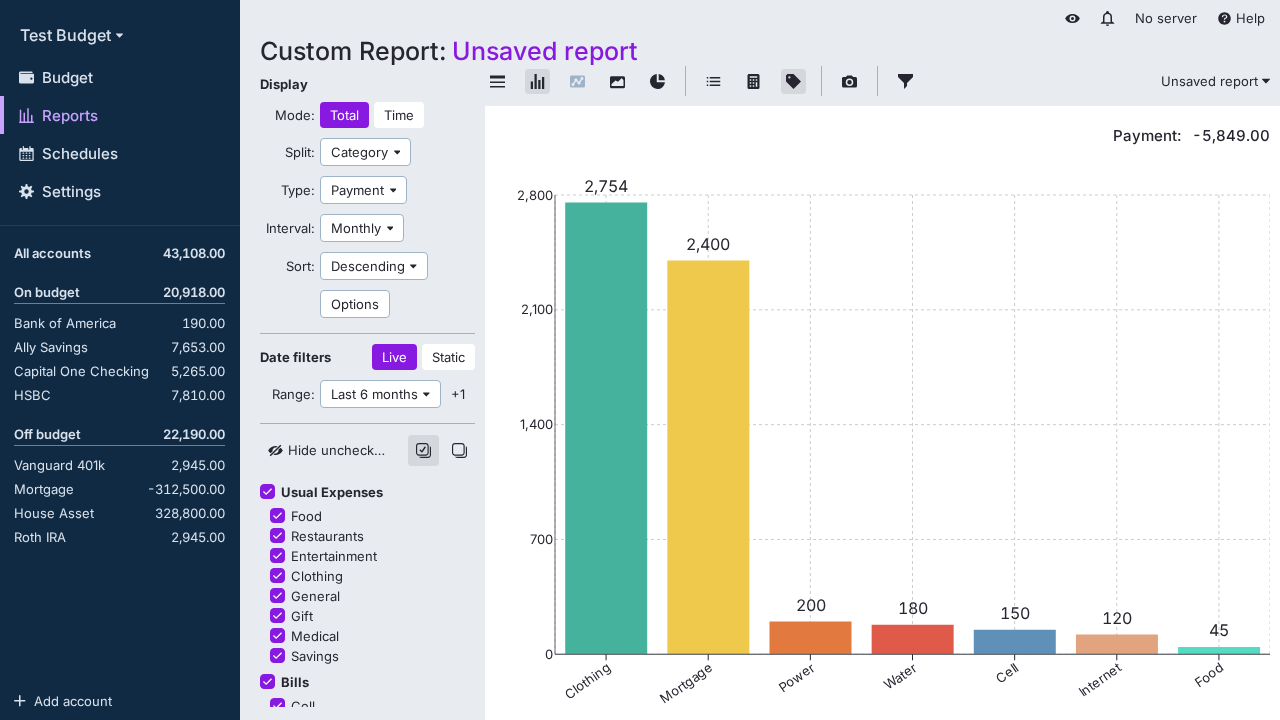 Test Budget
Budget
Reports
Schedules
Settings
All accounts 43,108.00
On budget 20,918.00
Bank of America 190.00
Ally Savings 7,653.00
Capital One Checking 5,265.00
HSBC 7,810.00
Off budget 22,190.00
Vanguard 401k 2,945.00
Mortgage -312,500.00
House Asset 328,800.00
Roth IRA 2,945.00
Add account
No server
Help
Custom Report: Unsaved report
Display
Mode: Total Time
Split: Category
Type: Payment
Interval: Monthly
Sort: Descending
Options
Date filters Live Static
Range: Last 6 months +1
Hide uncheck...
Usual Expenses
Food
Restaurants
Entertainment
Clothing
General
Gift
Medical
Savings
Bills
Cell
Unsaved report
Payment: -5,849.00
2,800
2,100
1,400
700
0
2,754
2,400
200
180
150
120
45
Clothing
Mortgage
Power
Water
Cell
Internet
Food